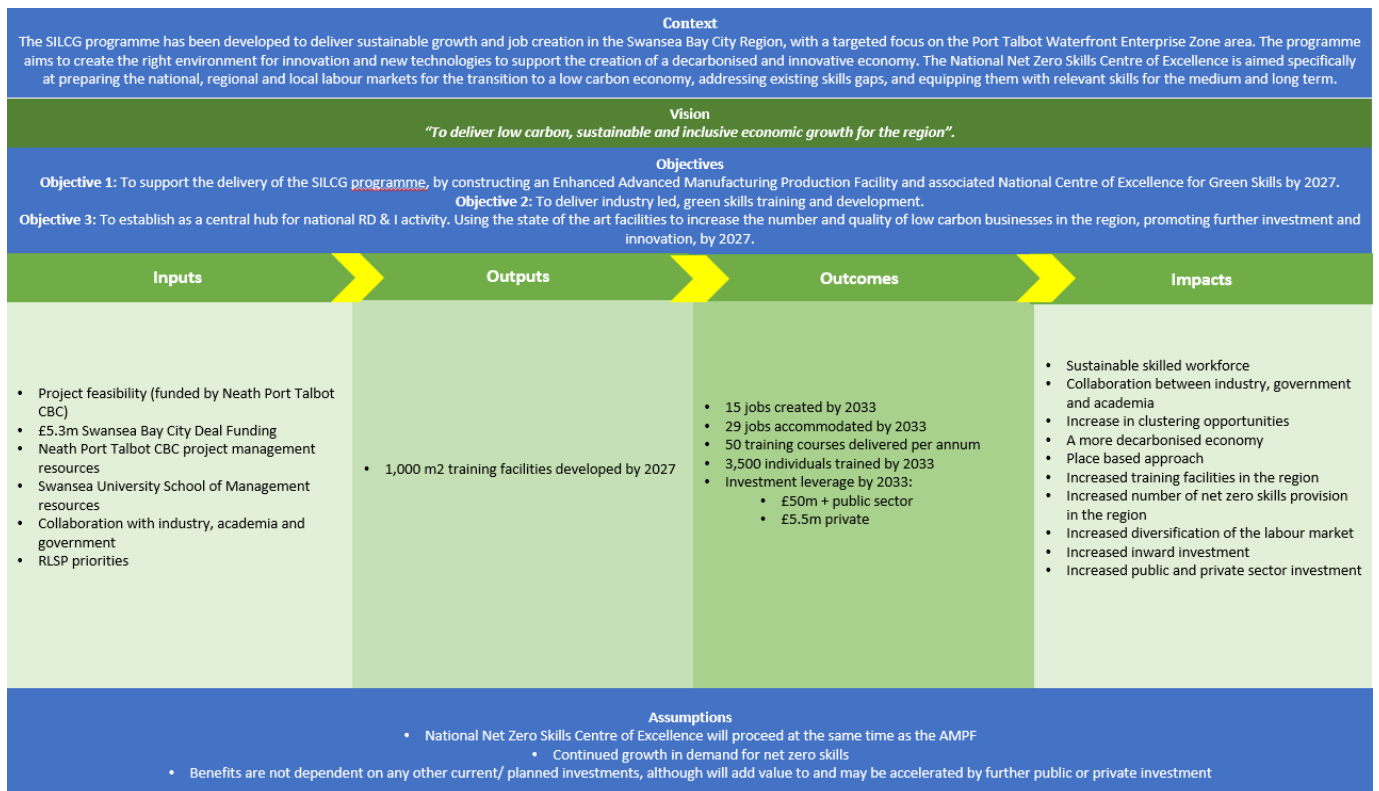 Context
The SILCG programme has been developed to deliver sustainable growth and job creation in the Swansea Bay City Region, with a targeted focus on the Port Talbot Waterfront Enterprise Zone area. The programme
aims to create the right environment for innovation and new technologies to support the creation of a decarbonised and innovative economy. The National Net Zero Skills Centre of Excellence is aimed specifically
at preparing the national, regional and local labour markets for the transition to a low carbon economy, addressing existing skills gaps, and equipping them with relevant skills for the medium and long term.
Vision
“To deliver low carbon, sustainable and inclusive economic growth for the region”.
Objectives
Objective 1: To support the delivery of the SILCG programme, by constructing an Enhanced Advanced Manufacturing Production Facility and associated National Centre of Excellence for Green Skills by 2027.
Objective 2: To deliver industry led, green skills training and development.
Objective 3: To establish as a central hub for national RD & I activity. Using the state of the art facilities to increase the number and quality of low carbon businesses in the region, promoting further investment and
innovation, by 2027.
Inputs
Outputs
Outcomes
Impacts
• Project feasibility (funded by Neath Port Talbot
CBC)
• £5.3m Swansea Bay City Deal Funding
• Neath Port Talbot CBC project management
resources
• Swansea University School of Management
resources
• Collaboration with industry, academia and
government
• RLSP priorities
• 1,000 m2 training facilities developed by 2027
• 15 jobs created by 2033
• 29 jobs accommodated by 2033
• 50 training courses delivered per annum
• 3,500 individuals trained by 2033
• Investment leverage by 2033:
• £50m + public sector
• £5.5m private
• Sustainable skilled workforce
• Collaboration between industry, government
and academia
• Increase in clustering opportunities
• A more decarbonised economy
• Place based approach
• Increased training facilities in the region
• Increased number of net zero skills provision
in the region
• Increased diversification of the labour market
• Increased inward investment
• Increased public and private sector investment
Assumptions
• National Net Zero Skills Centre of Excellence will proceed at the same time as the AMPF
• Continued growth in demand for net zero skills
• Benefits are not dependent on any other current/ planned investments, although will add value to and may be accelerated by further public or private investment